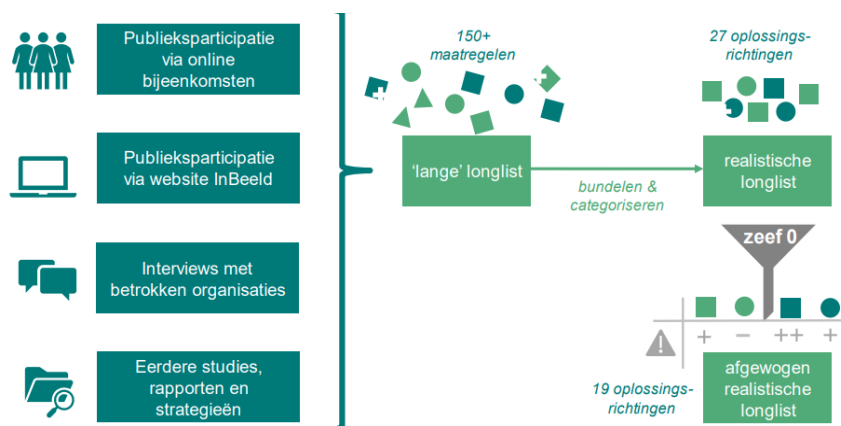 Publieksparticipatie
via online
bijeenkomsten
Publieksparticipatie
via website InBeeld
Interviews met
betrokken organisaties
Eerdere studies,
rapporten en
strategieën
150+
maatregelen
'lange' longlist
bundelen &
categoriseren
27 oplossings-
richtingen
realistische
longlist
zeef 0
+ − ++ +
19 oplossings-
richtingen
afgewogen
realistische
longlist